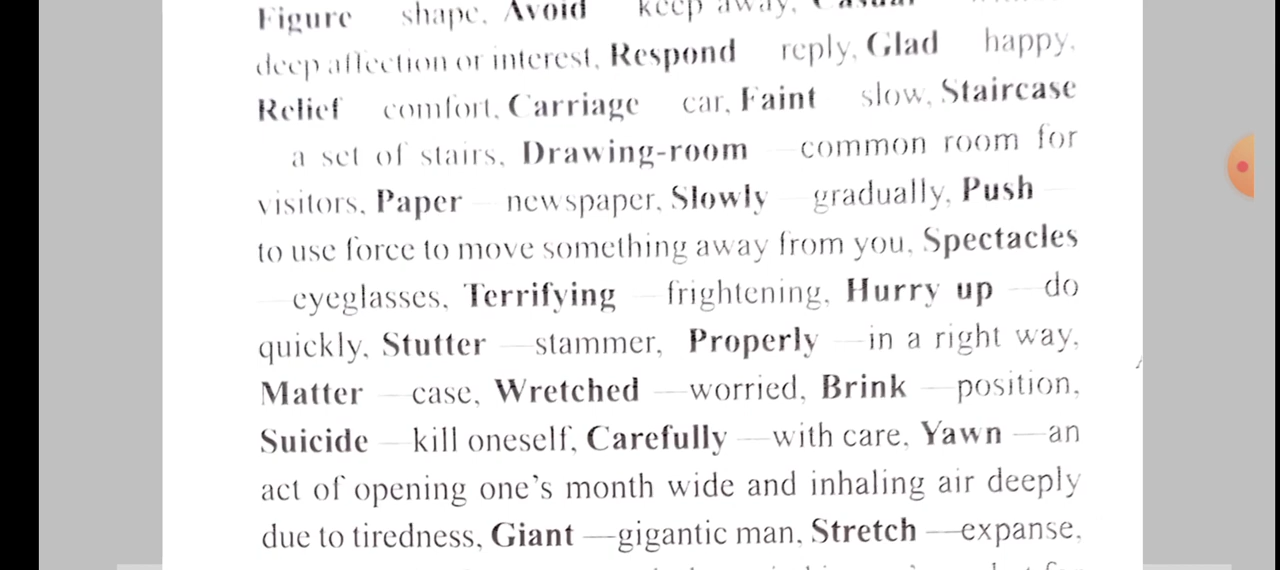 Figure shape, Avoid keep away, Casual
deep affection or interest, Respond reply, Glad happy,
Relief comfort, Carriage car, Faint slow, Staircase
a set of stairs, Drawing-room common room for
visitors, Paper — newspaper, Slowly — gradually, Push —
to use force to move something away from you, Spectacles
— eyeglasses, Terrifying — frightening, Hurry up — do
quickly, Stutter — stammer, Properly — in a right way,
Matter — case, Wretched — worried, Brink — position,
Suicide — kill oneself, Carefully — with care, Yawn — an
act of opening one's month wide and inhaling air deeply
due to tiredness, Giant — gigantic man, Stretch — expanse,